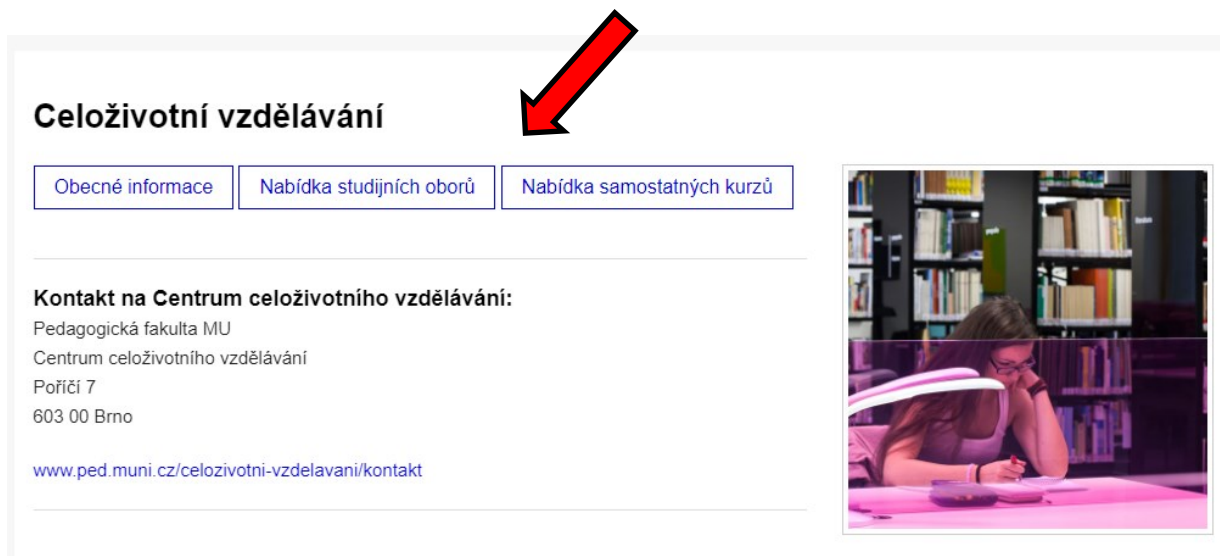 Celoživotní vzdělávání
Obecné informace
Nabídka studijních oborů
Nabídka samostatných kurzů
Kontakt na Centrum celoživotního vzdělávání:
Pedagogická fakulta MU
Centrum celoživotního vzdělávání
Poříčí 7
603 00 Brno
www.ped.muni.cz/celozivotni-vzdelavani/kontakt